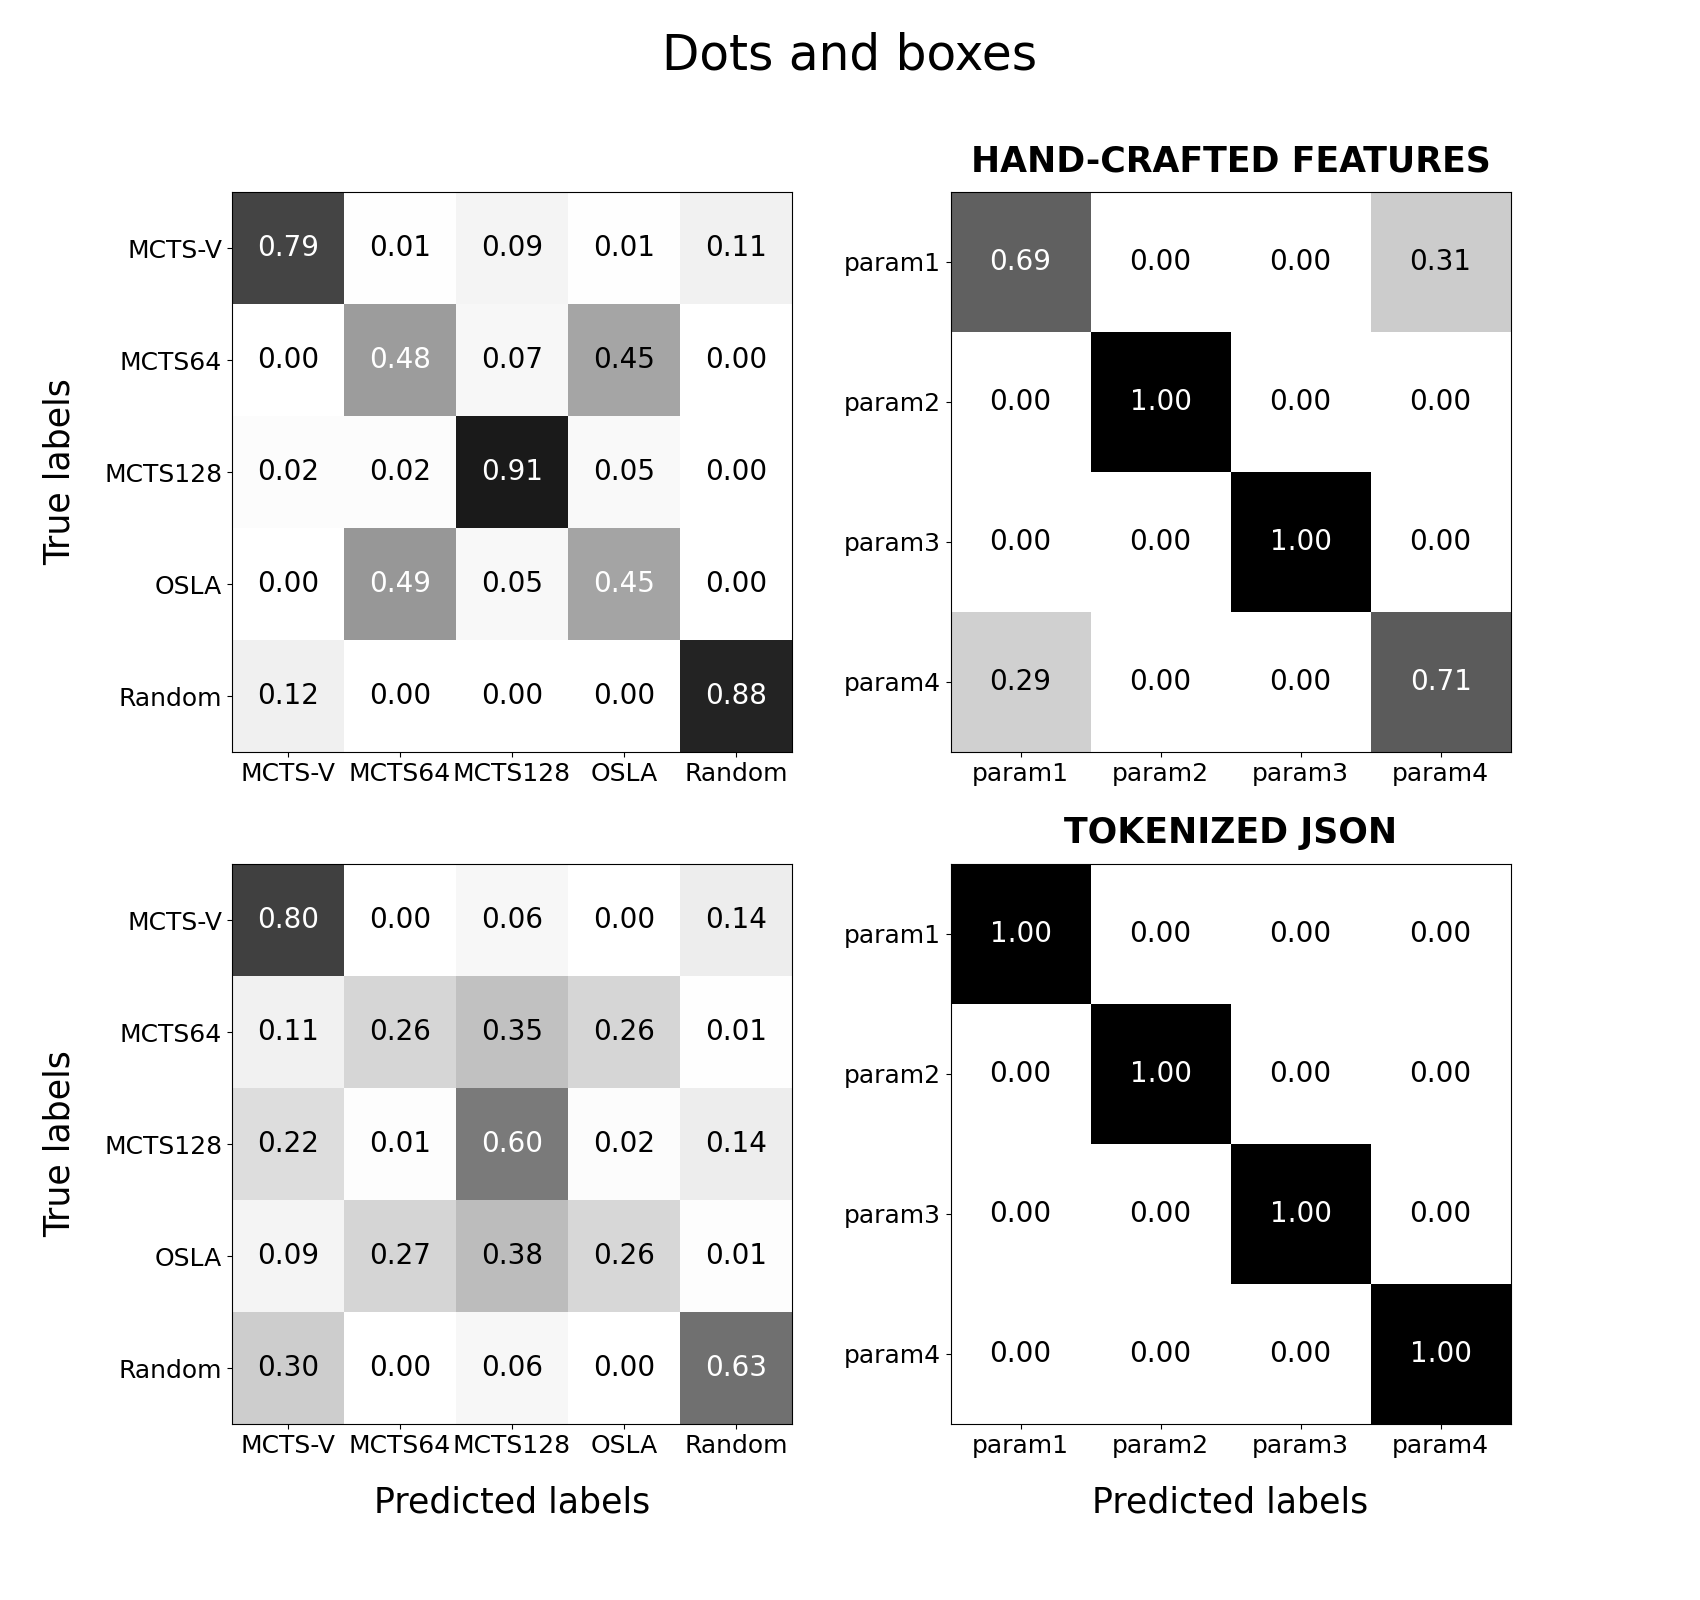 Dots and boxes
HAND-CRAFTED FEATURES
True labels
MCTS-V 0.79 0.01 0.09 0.01 0.11
MCTS64 0.00 0.48 0.07 0.45 0.00
MCTS128 0.02 0.02 0.91 0.05 0.00
OSLA 0.00 0.49 0.05 0.45 0.00
Random 0.12 0.00 0.00 0.00 0.88
MCTS-V MCTS64 MCTS128 OSLA Random
param1 0.69 0.00 0.00 0.31
param2 0.00 1.00 0.00 0.00
param3 0.00 0.00 1.00 0.00
param4 0.29 0.00 0.00 0.71
param1 param2 param3 param4
TOKENIZED JSON
True labels
MCTS-V 0.80 0.00 0.06 0.00 0.14
MCTS64 0.11 0.26 0.35 0.26 0.01
MCTS128 0.22 0.01 0.60 0.02 0.14
OSLA 0.09 0.27 0.38 0.26 0.01
Random 0.30 0.00 0.06 0.00 0.63
MCTS-V MCTS64 MCTS128 OSLA Random
Predicted labels
param1 1.00 0.00 0.00 0.00
param2 0.00 1.00 0.00 0.00
param3 0.00 0.00 1.00 0.00
param4 0.00 0.00 0.00 1.00
param1 param2 param3 param4
Predicted labels